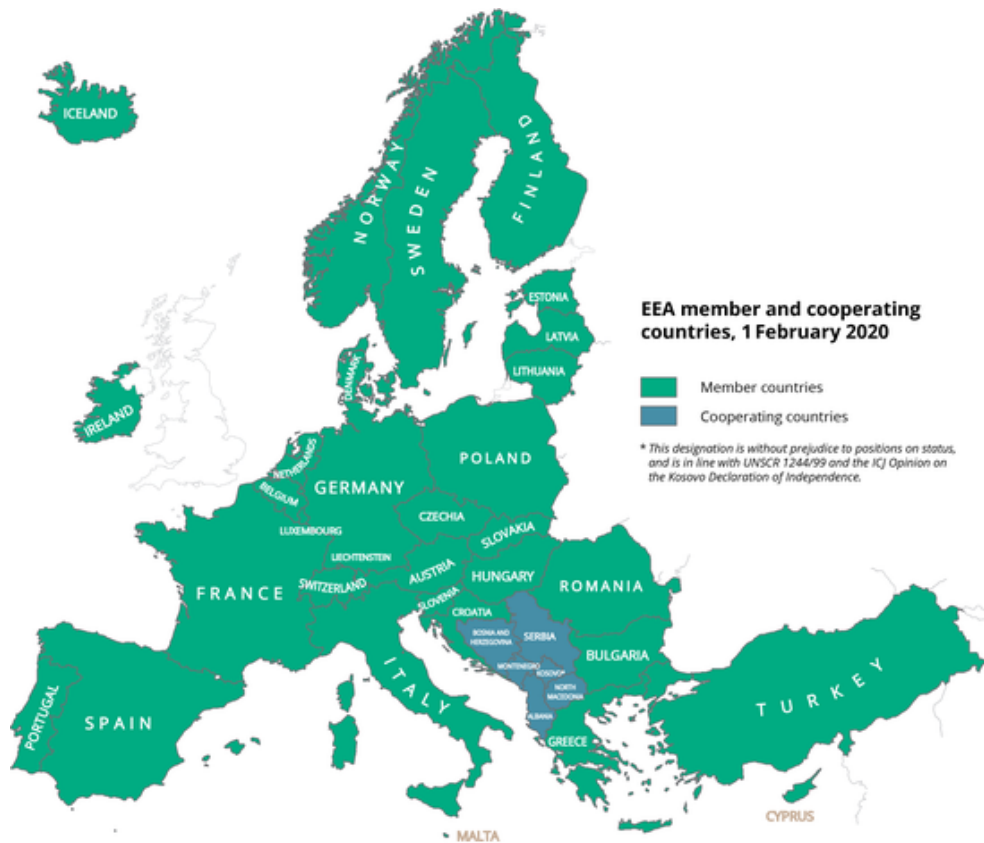 ICELAND
NORWAY
SWEDEN
FINLAND
ESTONIA
LATVIA
LITHUANIA
DENMARK
IRELAND
EEA member and cooperating
countries, 1 February 2020
Member countries
Cooperating countries
* This designation is without prejudice to positions on status,
and is in line with UNSCR 1244/99 and the ICJ Opinion on
the Kosovo Declaration of Independence.
NETHERLANDS
BELGIUM
GERMANY
POLAND
LUXEMBOURG
CZECHIA
SLOVAKIA
LIECHTENSTEIN
FRANCE
SWITZERLAND
AUSTRIA
HUNGARY
ROMANIA
SLOVENIA
CROATIA
BOSNIA AND
HERZEGOVINA
SERBIA
BULGARIA
MONTENEGRO
KOSOVO*
NORTH
MACEDONIA
ALBANIA
ITALY
PORTUGAL
SPAIN
GREECE
TURKEY
CYPRUS
MALTA